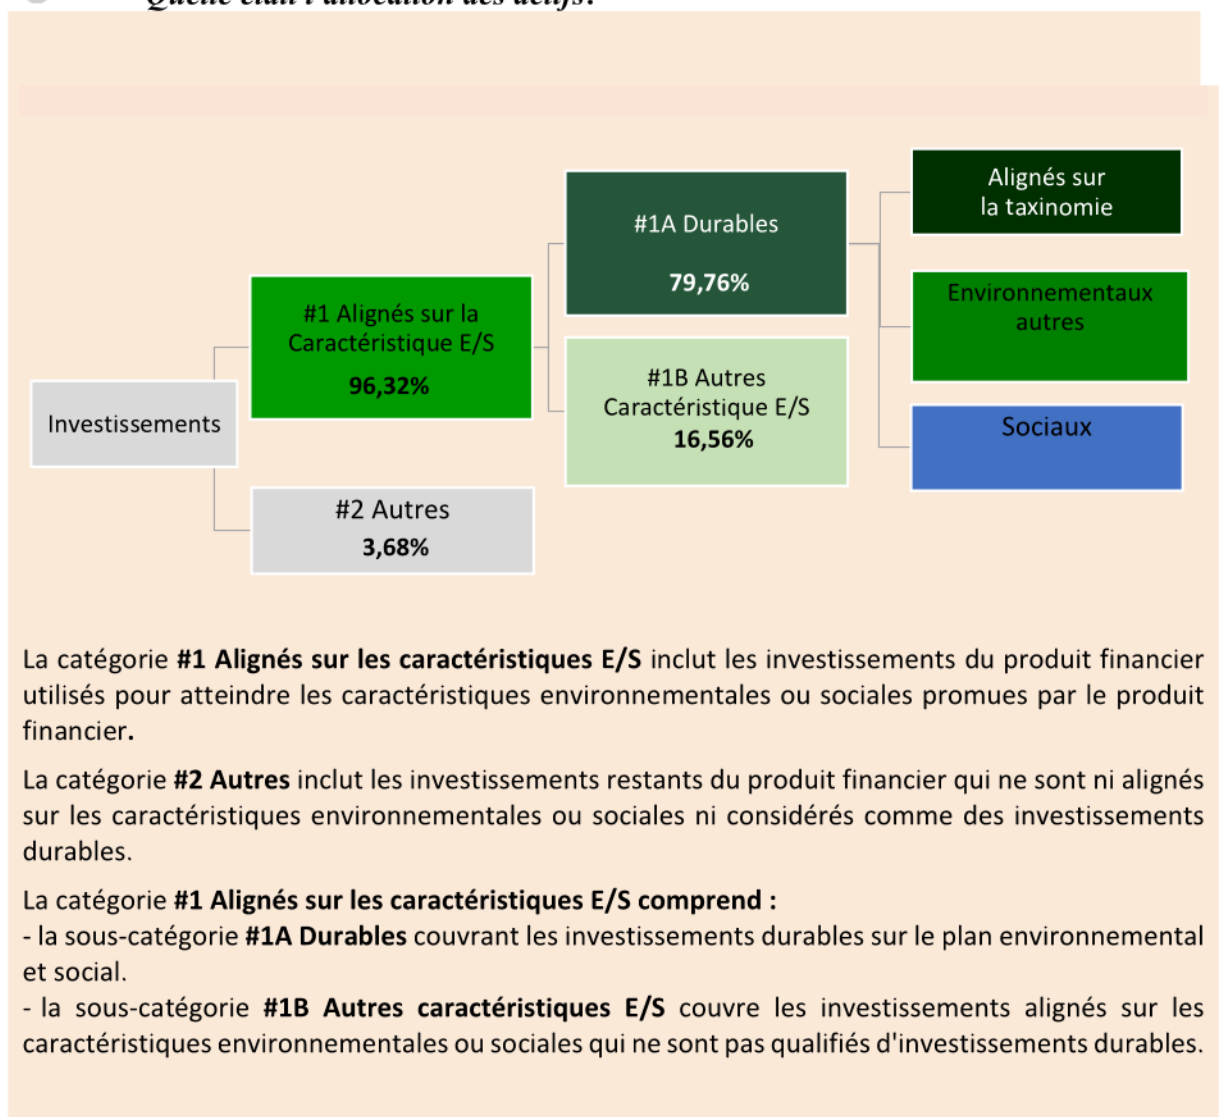 Quelle était l'allocation des actifs?
Alignés sur
la taxinomie
#1A Durables
79,76%
Environnementaux
autres
#1 Alignés sur la
Caractéristique E/S
96,32%
#1B Autres
Caractéristique E/S
16,56%
Investissements
Sociaux
#2 Autres
3,68%
La catégorie #1 Alignés sur les caractéristiques E/S inclut les investissements du produit financier
utilisés pour atteindre les caractéristiques environnementales ou sociales promues par le produit
financier.
La catégorie #2 Autres inclut les investissements restants du produit financier qui ne sont ni alignés
sur les caractéristiques environnementales ou sociales ni considérés comme des investissements
durables.
La catégorie #1 Alignés sur les caractéristiques E/S comprend :
- la sous-catégorie #1A Durables couvrant les investissements durables sur le plan environnemental
et social.
- la sous-catégorie #1B Autres caractéristiques E/S couvre les investissements alignés sur les
caractéristiques environnementales ou sociales qui ne sont pas qualifiés d'investissements durables.